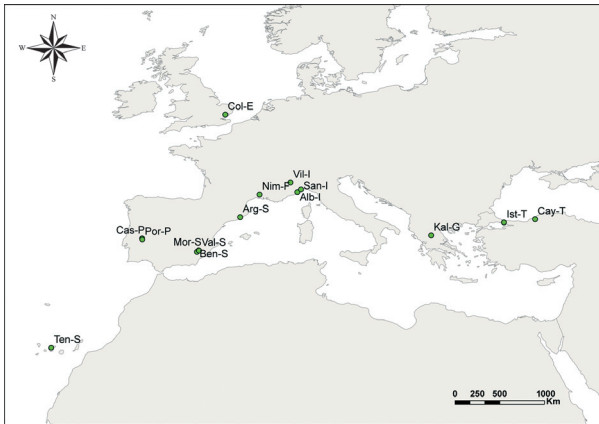 N
W E
S
Col-E
Vil-I
Nim-F
San-I
Alb-I
Arg-S
Ist-T
Cay-T
Cas-P
Por-P
Kal-G
Mor-S
Val-S
Ben-S
Ten-S
0 250 500 1000
Km